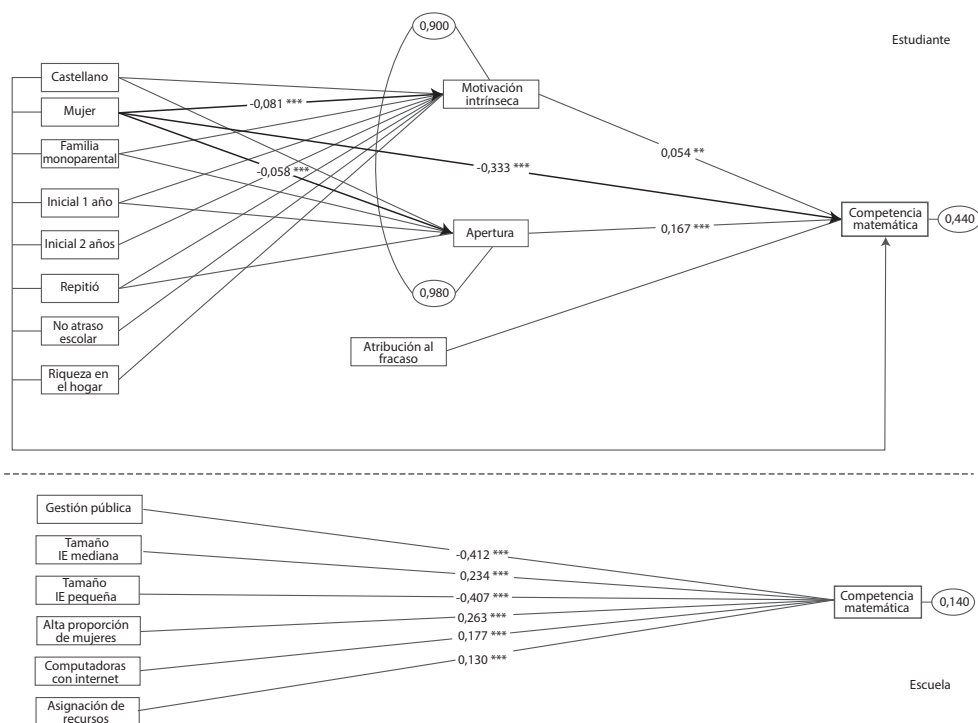 0,900
Estudiante
Castellano
Motivación
intrínseca
Mujer
-0,081 ***
Familia
monoparental
0,054 **
-0,058 ***
-0,333 ***
Inicial 1 año
Competencia
matemática
0,440
Apertura
0,167 ***
Inicial 2 años
Repitió
0,980
No atraso
escolar
Atribución al
fracaso
Riqueza en
el hogar
Gestión pública
Tamaño
IE mediana
-0,412 ***
0,234 ***
Tamaño
IE pequeña
-0,407 ***
Competencia
matemática
0,140
0,263 ***
Alta proporción
de mujeres
0,177 ***
0,130 ***
Computadoras
con internet
Escuela
Asignación de
recursos